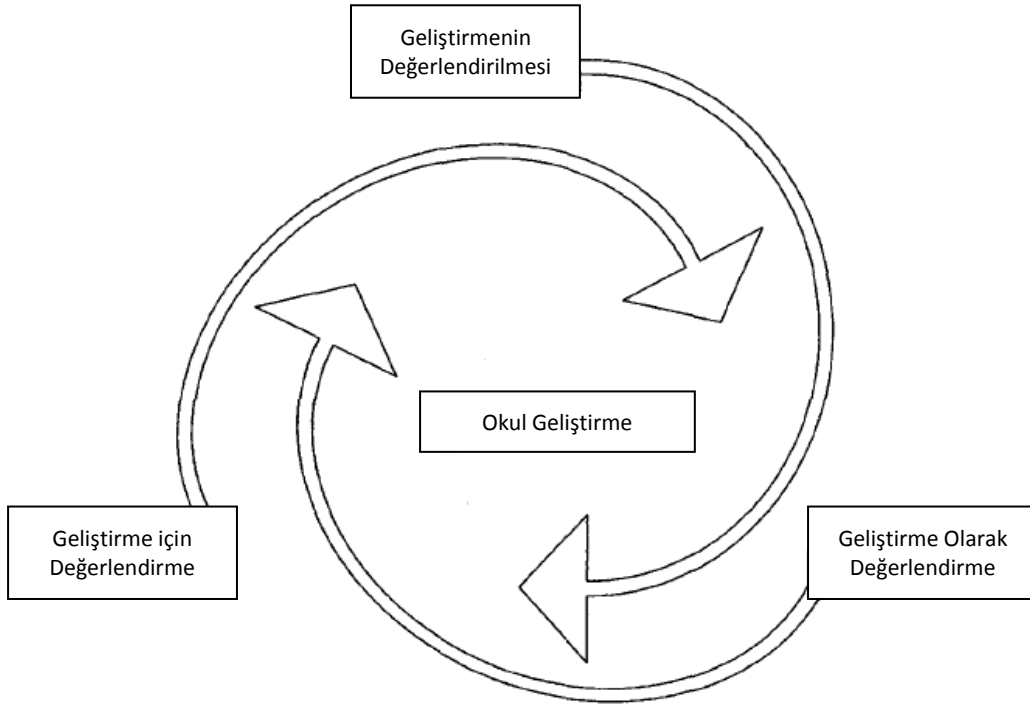 Geliştirmenin
Değerlendirilmesi
Okul Geliştirme
Geliştirme için
Değerlendirme
Geliştirme Olarak
Değerlendirme